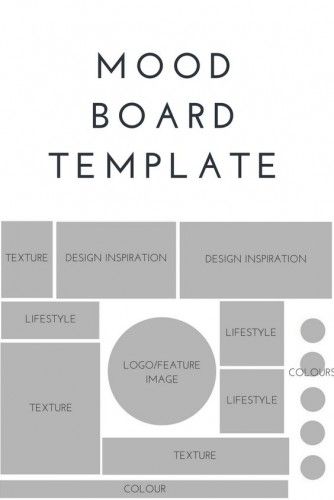 MOOD
BOARD
TEMPLATE
TEXTURE
DESIGN INSPIRATION
DESIGN INSPIRATION
LIFESTYLE
LOGO/FEATURE
IMAGE
LIFESTYLE
COLOURS
LIFESTYLE
TEXTURE
TEXTURE
COLOUR